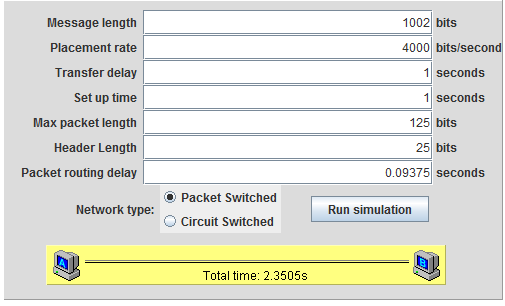 Message length 1002 bits
Placement rate 4000 bits/second
Transfer delay 1 seconds
Set up time 1 seconds
Max packet length 125 bits
Header Length 25 bits
Packet routing delay 0.09375 seconds
Network type: Packet Switched
Circuit Switched
Run simulation
A B
Total time: 2.3505s